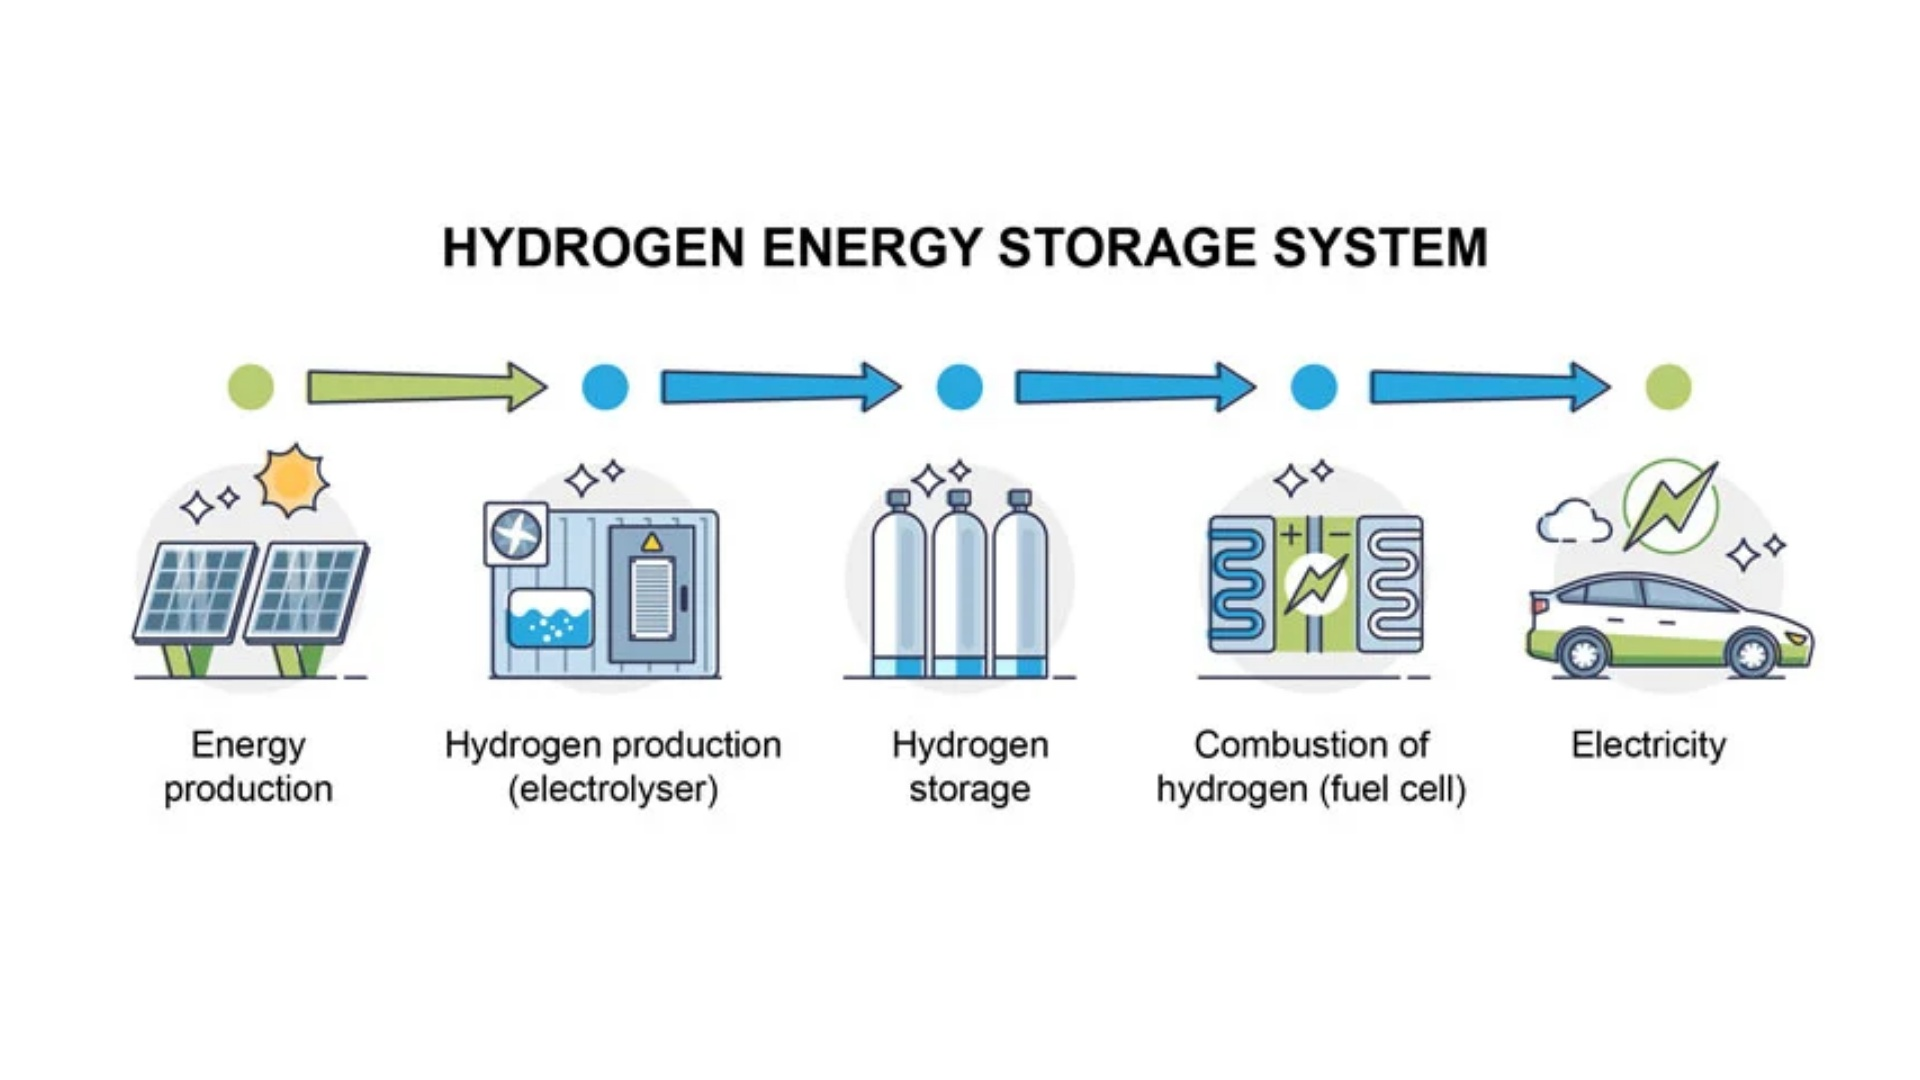 HYDROGEN ENERGY STORAGE SYSTEM
Energy
production
Hydrogen production
(electrolyser)
Hydrogen
storage
+ −
Combustion of
hydrogen (fuel cell)
Electricity